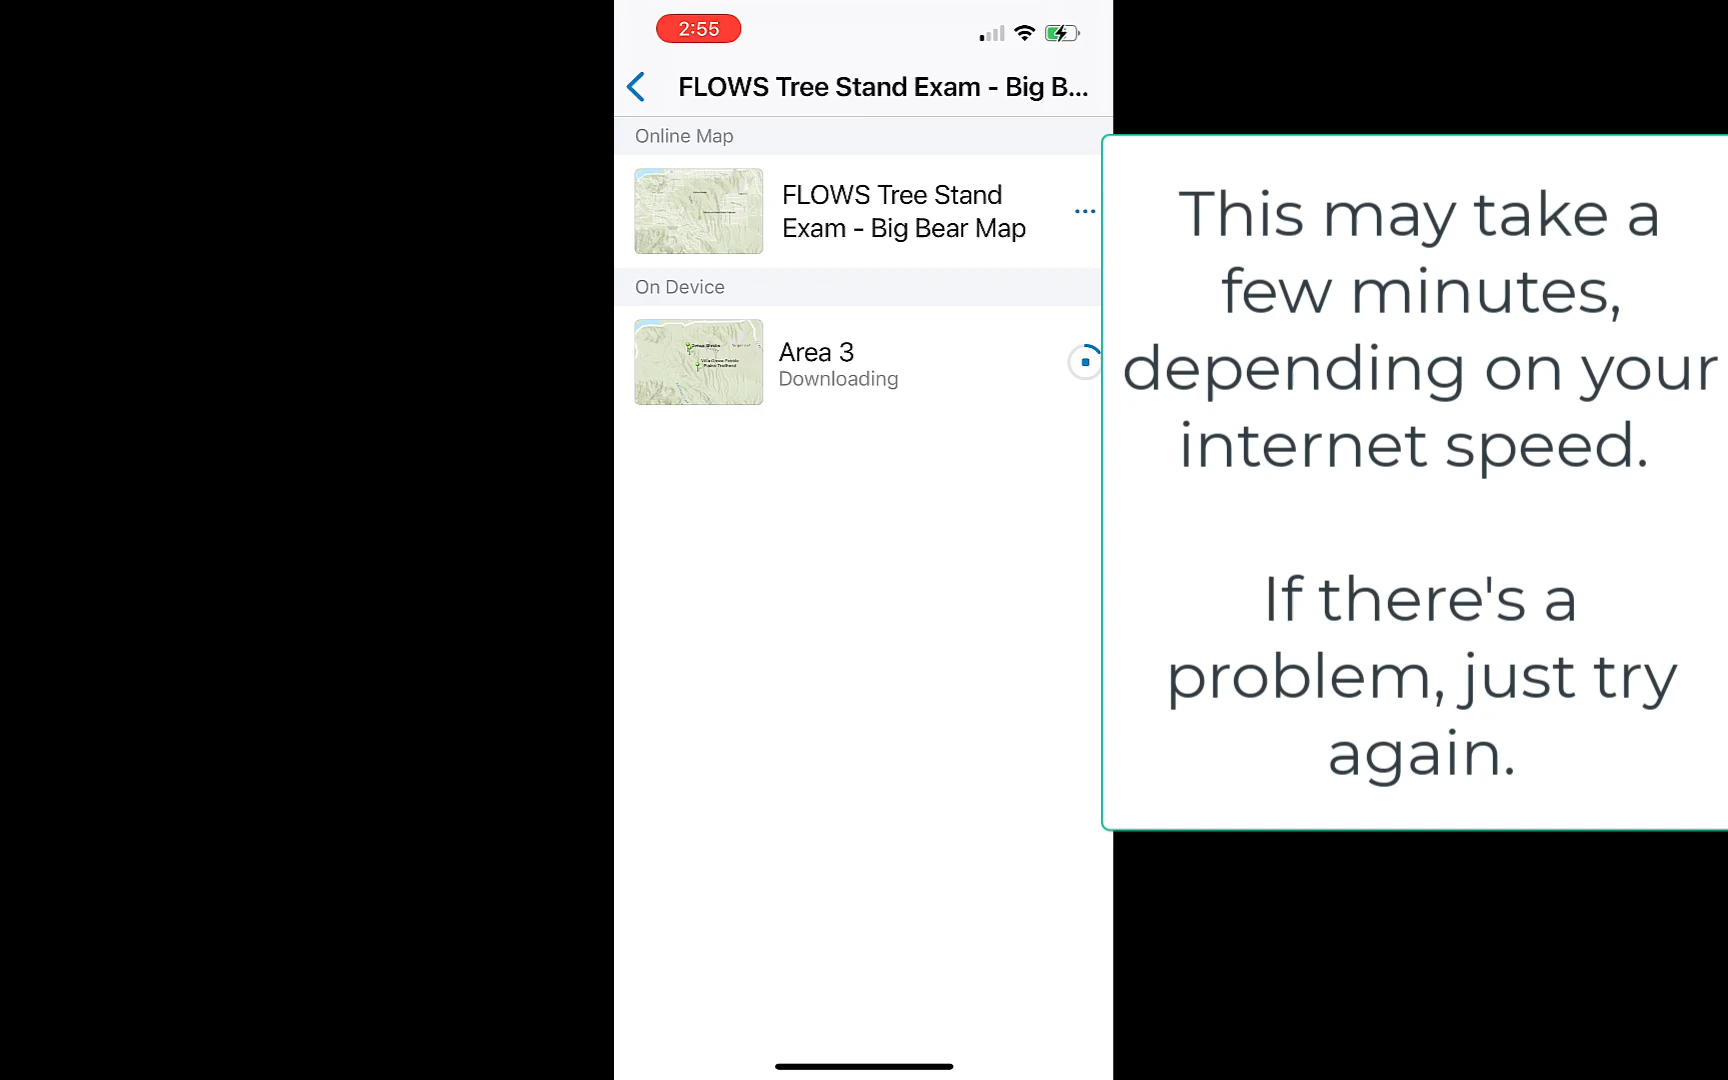 2:55
FLOWS Tree Stand Exam - Big B...
Online Map
FLOWS Tree Stand
Exam - Big Bear Map
On Device
Area 3
Downloading
This may take a
few minutes,
depending on your
internet speed.
If there's a
problem, just try
again.